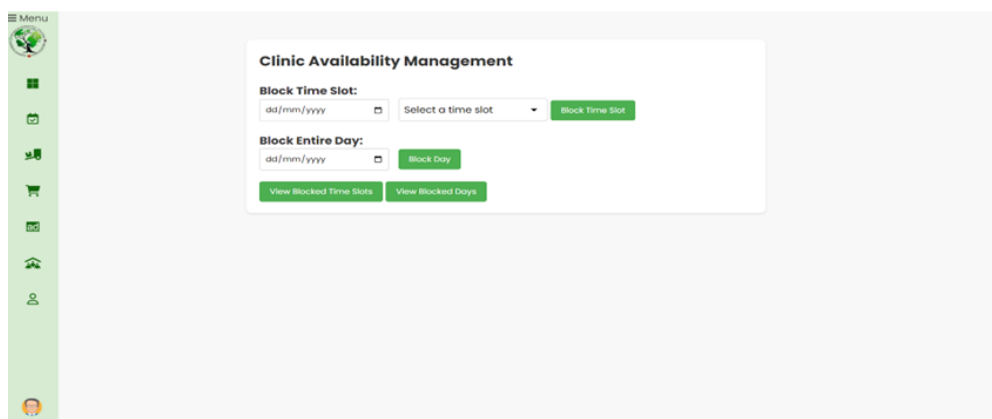 Menu
Clinic Availability Management
Block Time Slot:
dd/mm/yyyy Select a time slot Block Time Slot
Block Entire Day:
dd/mm/yyyy Block Day
View Blocked Time Slots View Blocked Days
ad